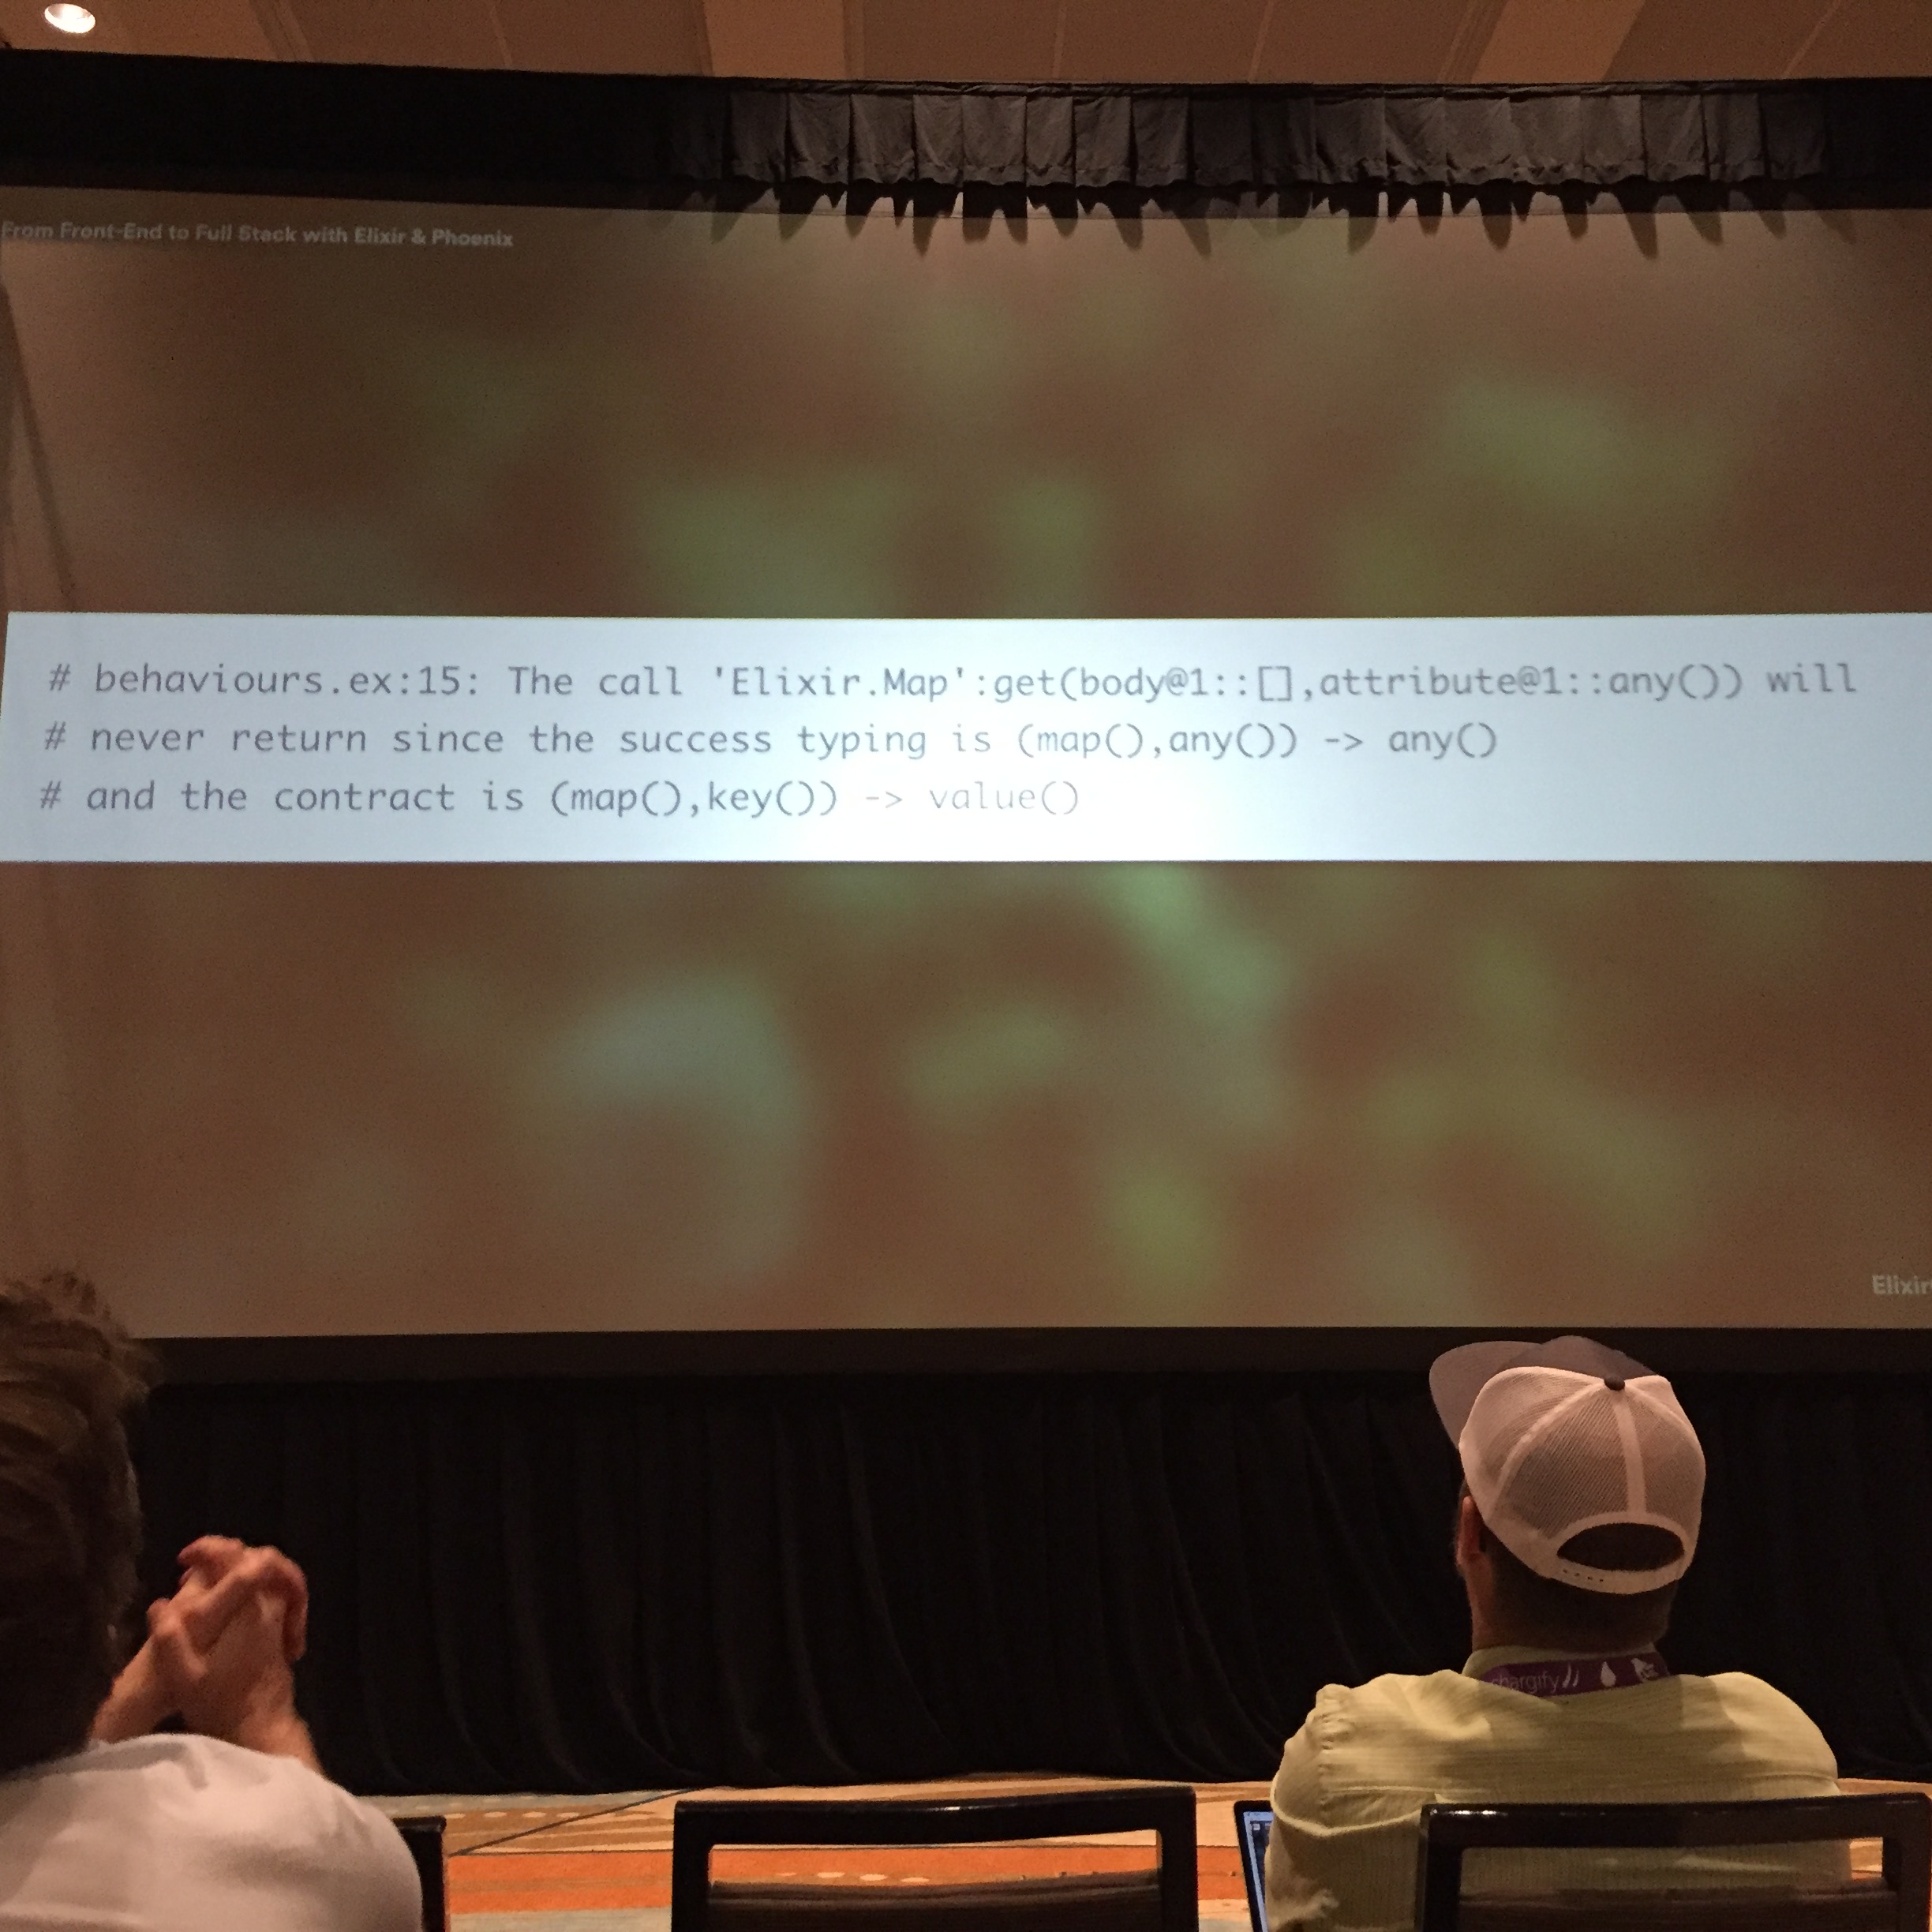 From Front-End to Full Stack with Elixir & Phoenix
# behaviours.ex:15: The call 'Elixir.Map':get(body@1::[],attribute@1::any()) will
# never return since the success typing is (map(),any()) -> any()
# and the contract is (map(),key()) -> value()
Elixir
chargify